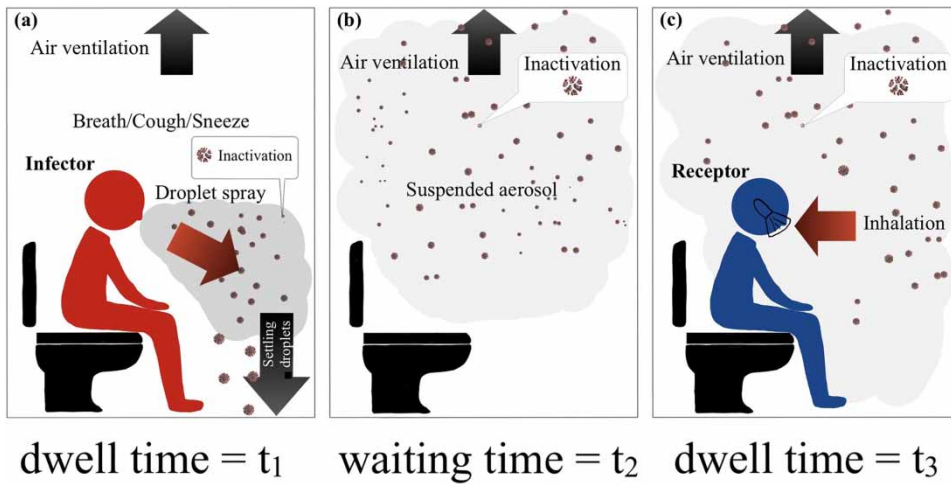 (a)
Air ventilation
Breath/Cough/Sneeze
Inactivation
Infector
Droplet spray
Settling
droplets
dwell time = t₁
(b)
Air ventilation
Inactivation
Suspended aerosol
waiting time = t₂
(c)
Air ventilation
Inactivation
Receptor
Inhalation
dwell time = t₃